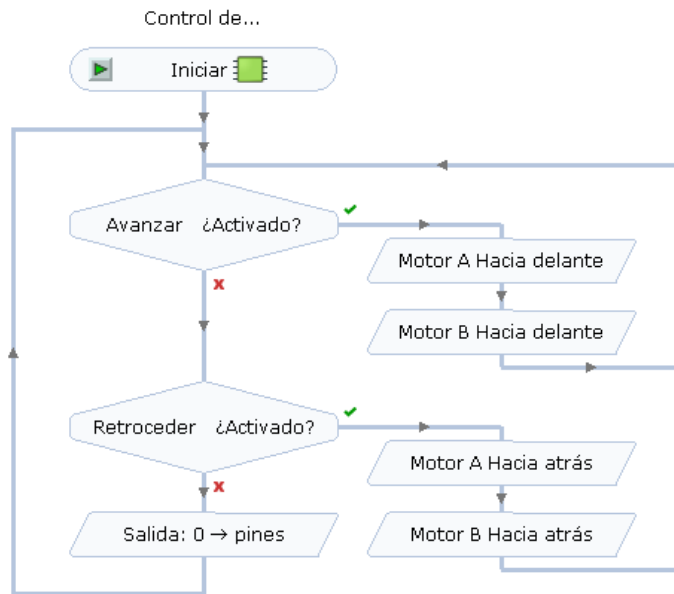 Control de...
Iniciar
Avanzar ¿Activado?
Motor A Hacia delante
Motor B Hacia delante
Retroceder ¿Activado?
Motor A Hacia atrás
Motor B Hacia atrás
Salida: 0 → pines